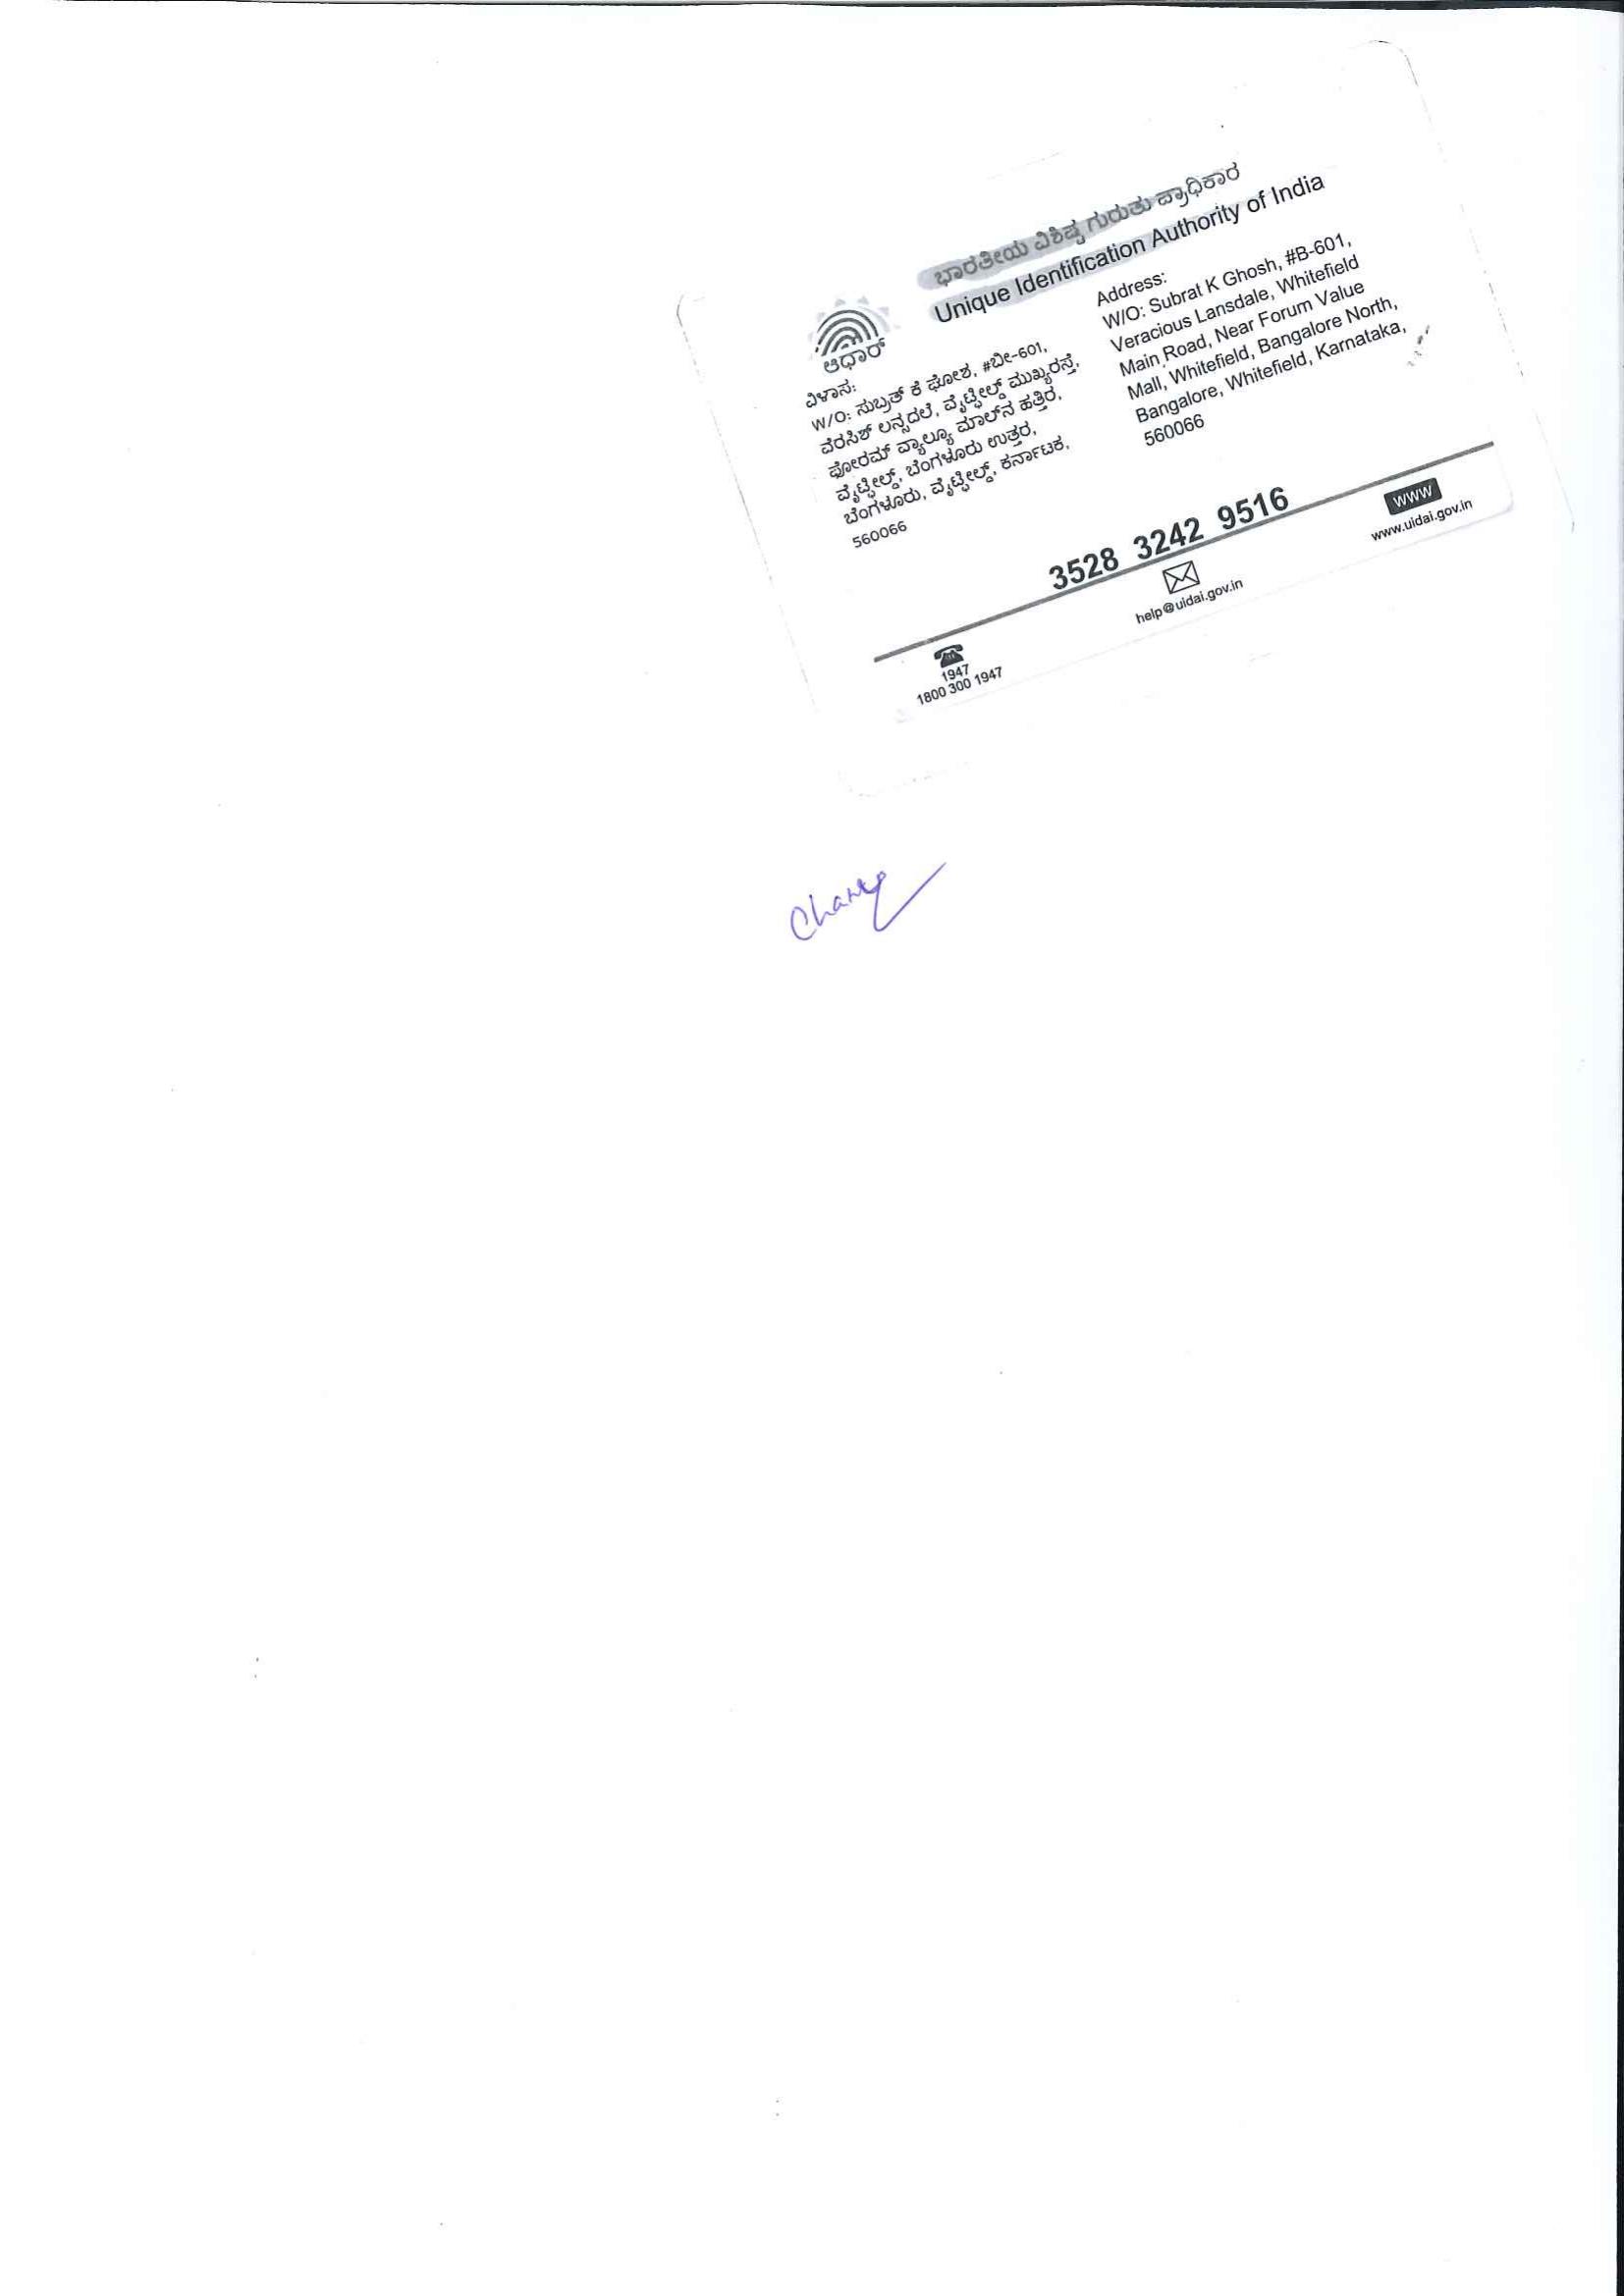 ಭಾರತೀಯ ವಿಶಿಷ್ಟ ಗುರುತು ಪ್ರಾಧಿಕಾರ
Unique Identification Authority of India
ಆಧಾರ್
ವಿಳಾಸ:
W/O: ಸುಬ್ರತ್ ಕೆ ಘೋಶ, #ಬೀ-601,
ವೆರಸಿಶ್ ಲನ್ಸದಲೆ, ವೈಟ್ಫೀಲ್ಡ್ ಮುಖ್ಯರಸ್ತೆ,
ಫೋರಮ್ ವ್ಯಾಲ್ಯೂ ಮಾಲ್‌ನ ಹತ್ತಿರ,
ವೈಟ್ಫೀಲ್ಡ್, ಬೆಂಗಳೂರು ಉತ್ತರ,
ಬೆಂಗಳೂರು, ವೈಟ್ಫೀಲ್ಡ್, ಕರ್ನಾಟಕ,
560066
Address:
W/O: Subrat K Ghosh, #B-601,
Veracious Lansdale, Whitefield
Main Road, Near Forum Value
Mall, Whitefield, Bangalore North,
Bangalore, Whitefield, Karnataka,
560066
3528 3242 9516
1947
1800 300 1947
help@uidai.gov.in
www
www.uidai.gov.in